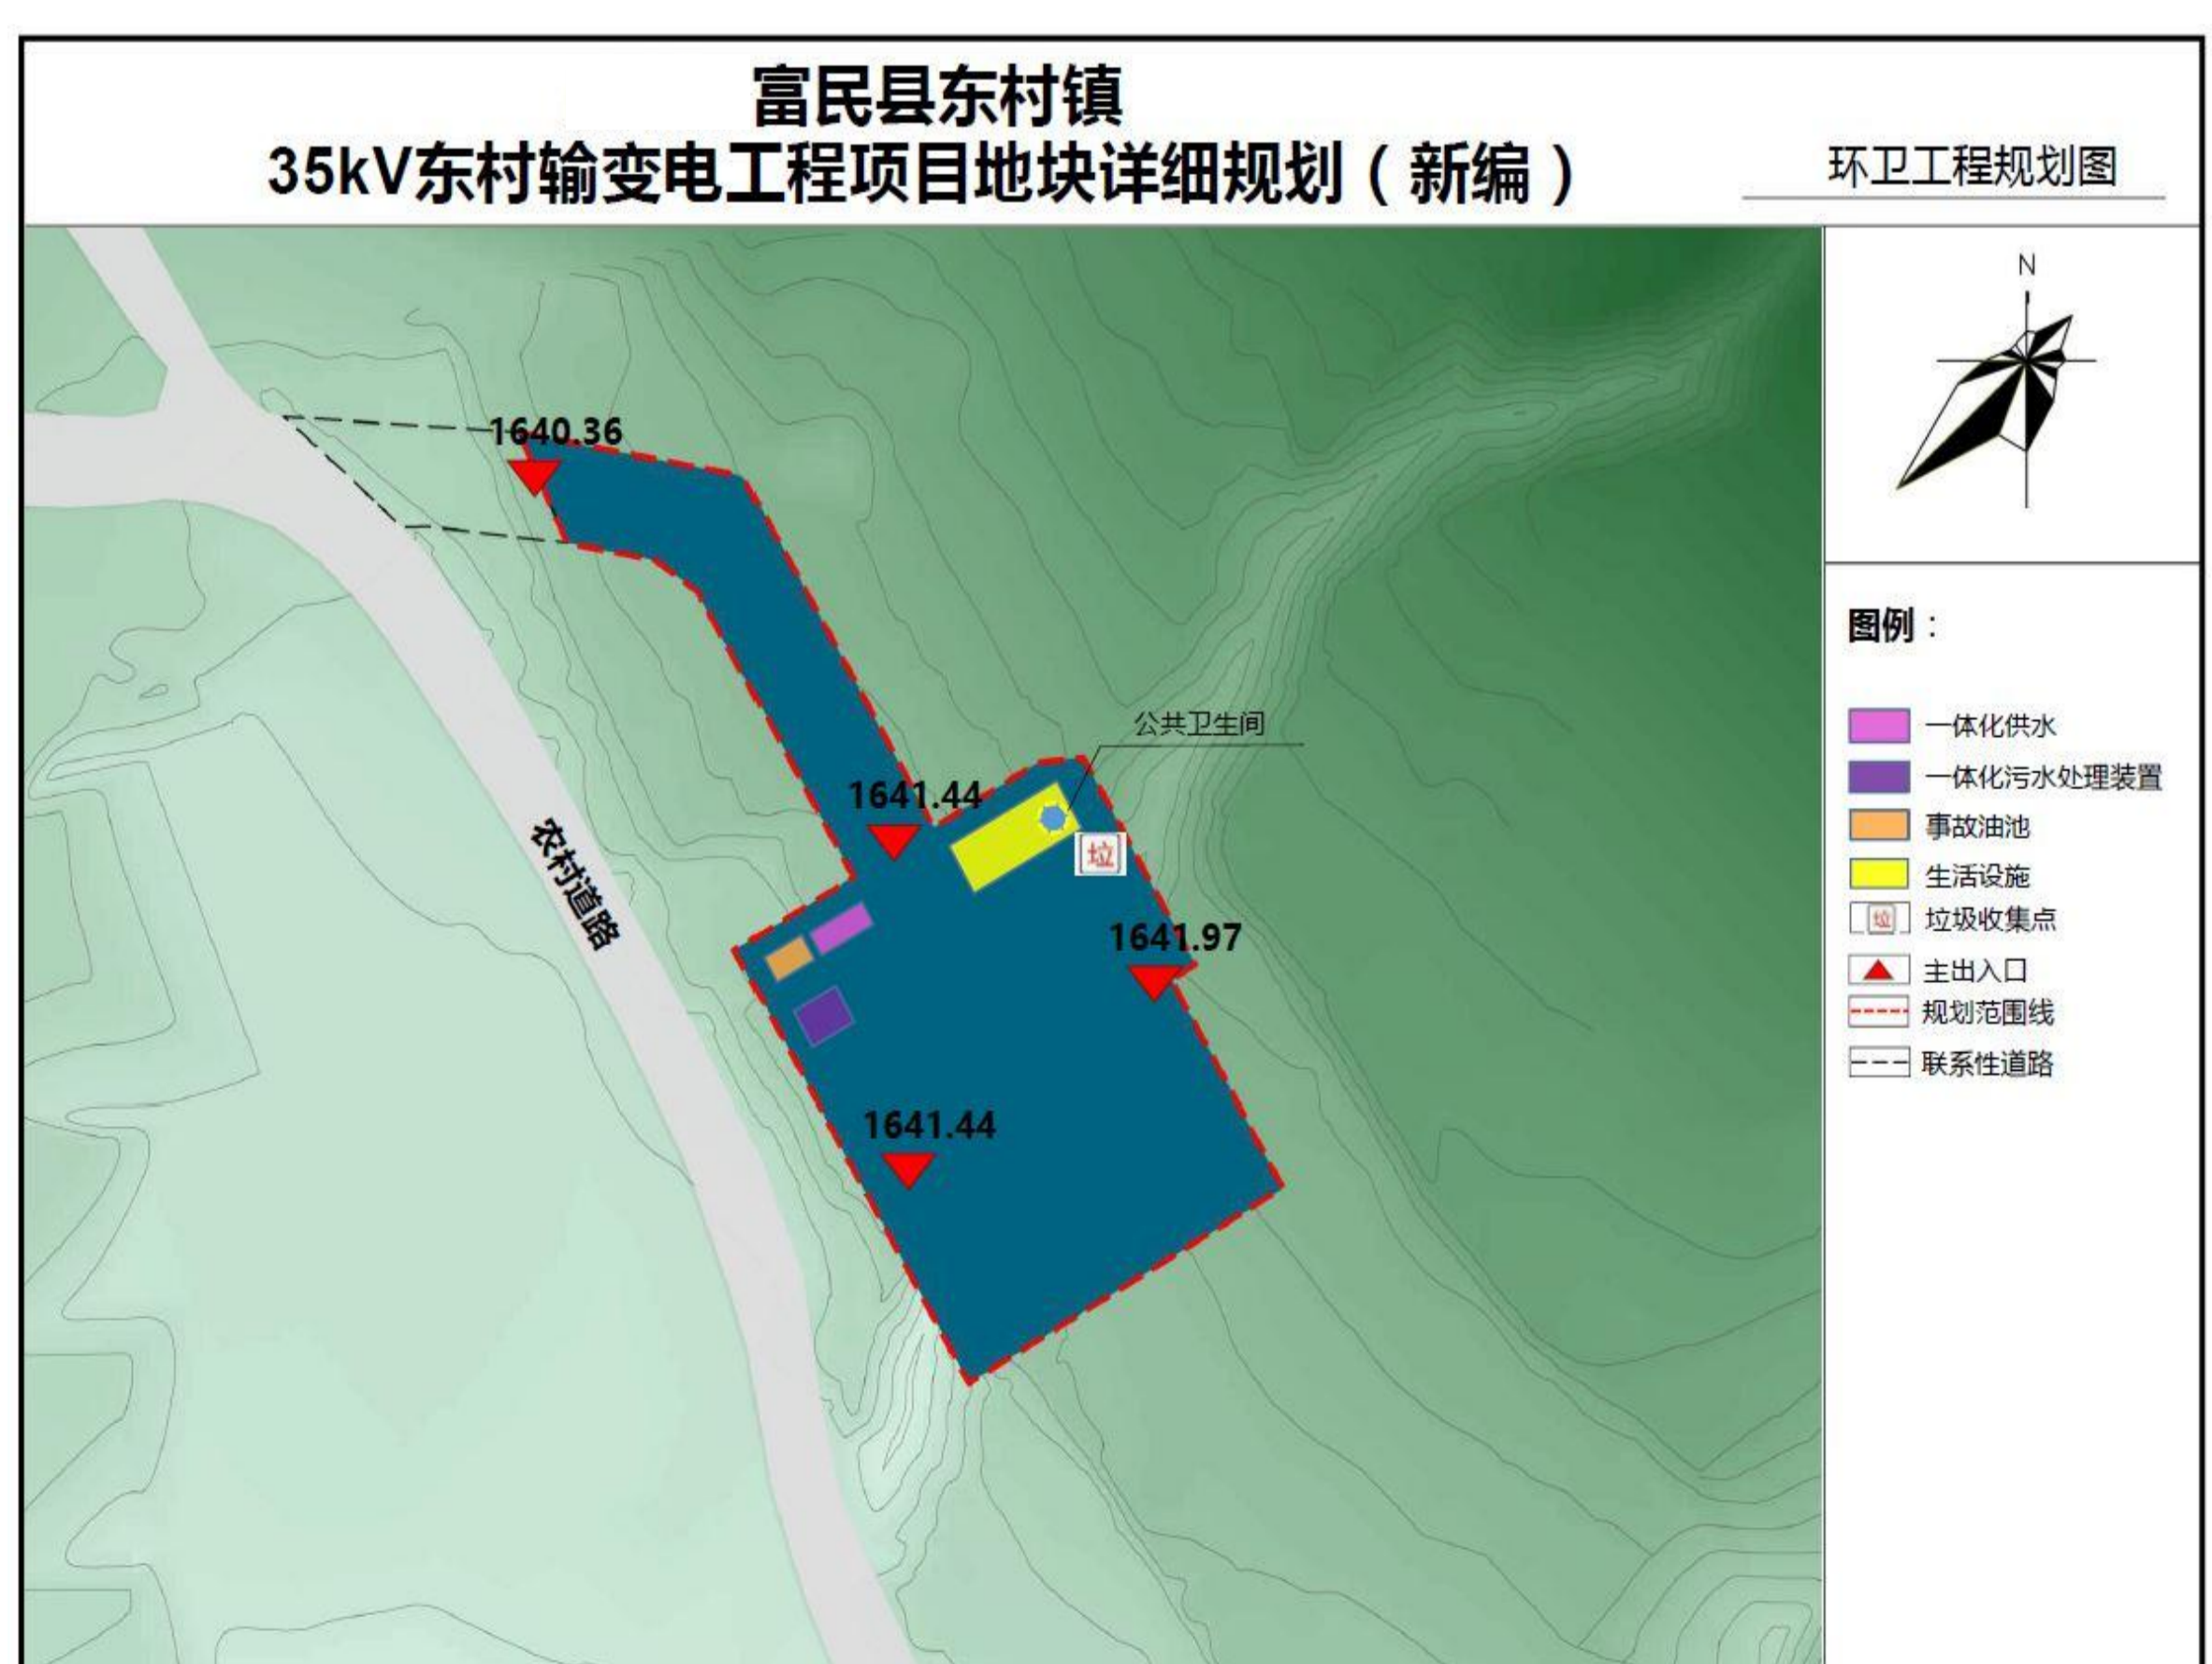 富民县东村镇
35kV东村输变电工程项目地块详细规划（新编）
环卫工程规划图
N
1640.36
公共卫生间
1641.44
垃
农村道路
1641.97
1641.44
图例：
一体化供水
一体化污水处理装置
事故油池
生活设施
垃 垃圾收集点
主出入口
规划范围线
联系性道路